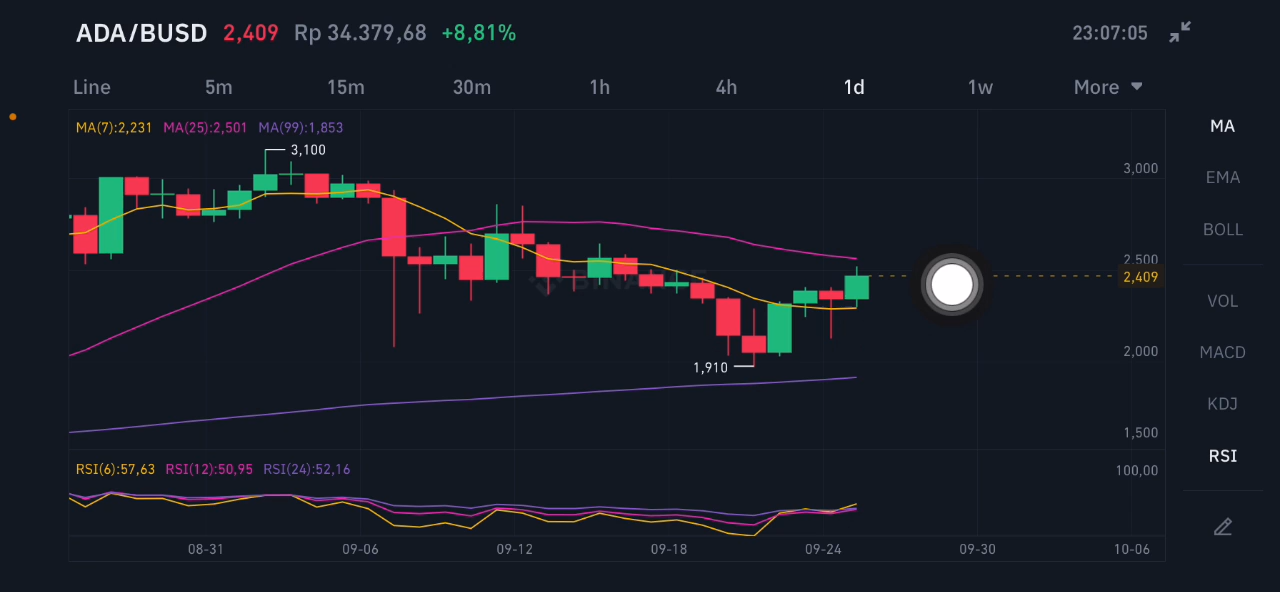 ADA/BUSD 2,409 Rp 34.379,68 +8,81% 23:07:05
Line 5m 15m 30m 1h 4h 1d 1w More
MA(7):2,231 MA(25):2,501 MA(99):1,853
MA
3,100
3,000
EMA
BOLL
2,500
2,409
VOL
2,000
MACD
1,910
KDJ
1,500
RSI
RSI(6):57,63 RSI(12):50,95 RSI(24):52,16
100,00
08-31 09-06 09-12 09-18 09-24 09-30 10-06